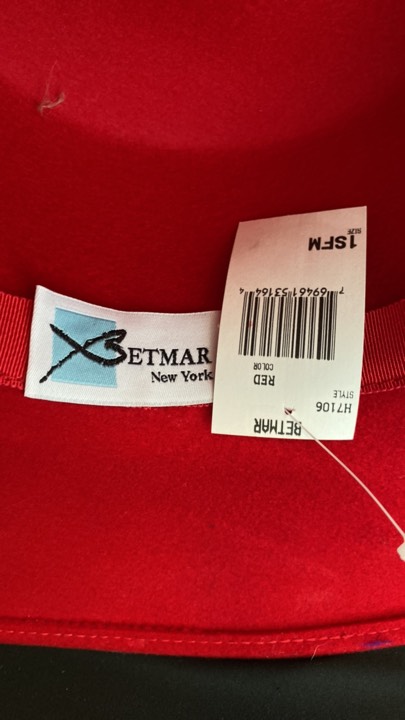 BETMAR
New York
BETMAR
H7106
STYLE
RED
COLOR
7 69461 53164 4
1SFM
SIZE